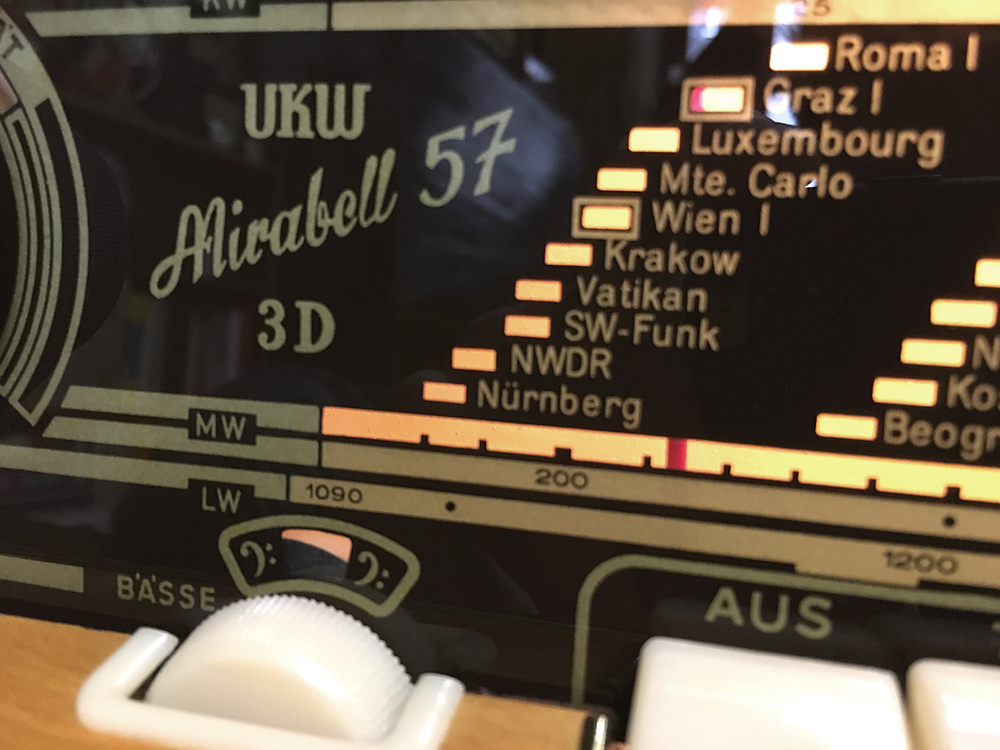 KW
UKW
Mirabell 57
3D
Roma I
Graz I
Luxembourg
Mte. Carlo
Wien I
Krakow
Vatikan
SW-Funk
NWDR
Nürnberg
MW
200
LW
1090
1200
BÄSSE
AUS